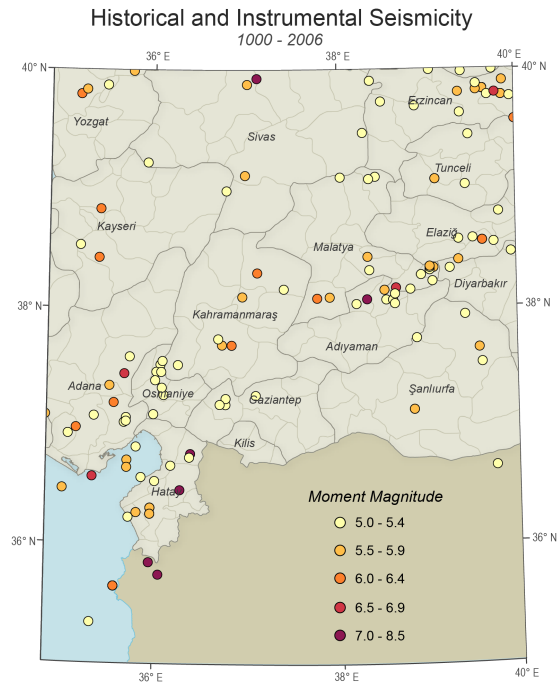 Historical and Instrumental Seismicity
1000 - 2006
36° E
38° E
40° E
40° N
40° N
Erzincan
Yozgat
Sivas
Tunceli
Kayseri
Elaziğ
Malatya
Diyarbakır
38° N
38° N
Kahramanmaraş
Adıyaman
Adana
Osmaniye
Şanlıurfa
Gaziantep
Kilis
Hatay
Moment Magnitude
5.0 - 5.4
36° N
36° N
5.5 - 5.9
6.0 - 6.4
6.5 - 6.9
7.0 - 8.5
36° E
38° E
40° E